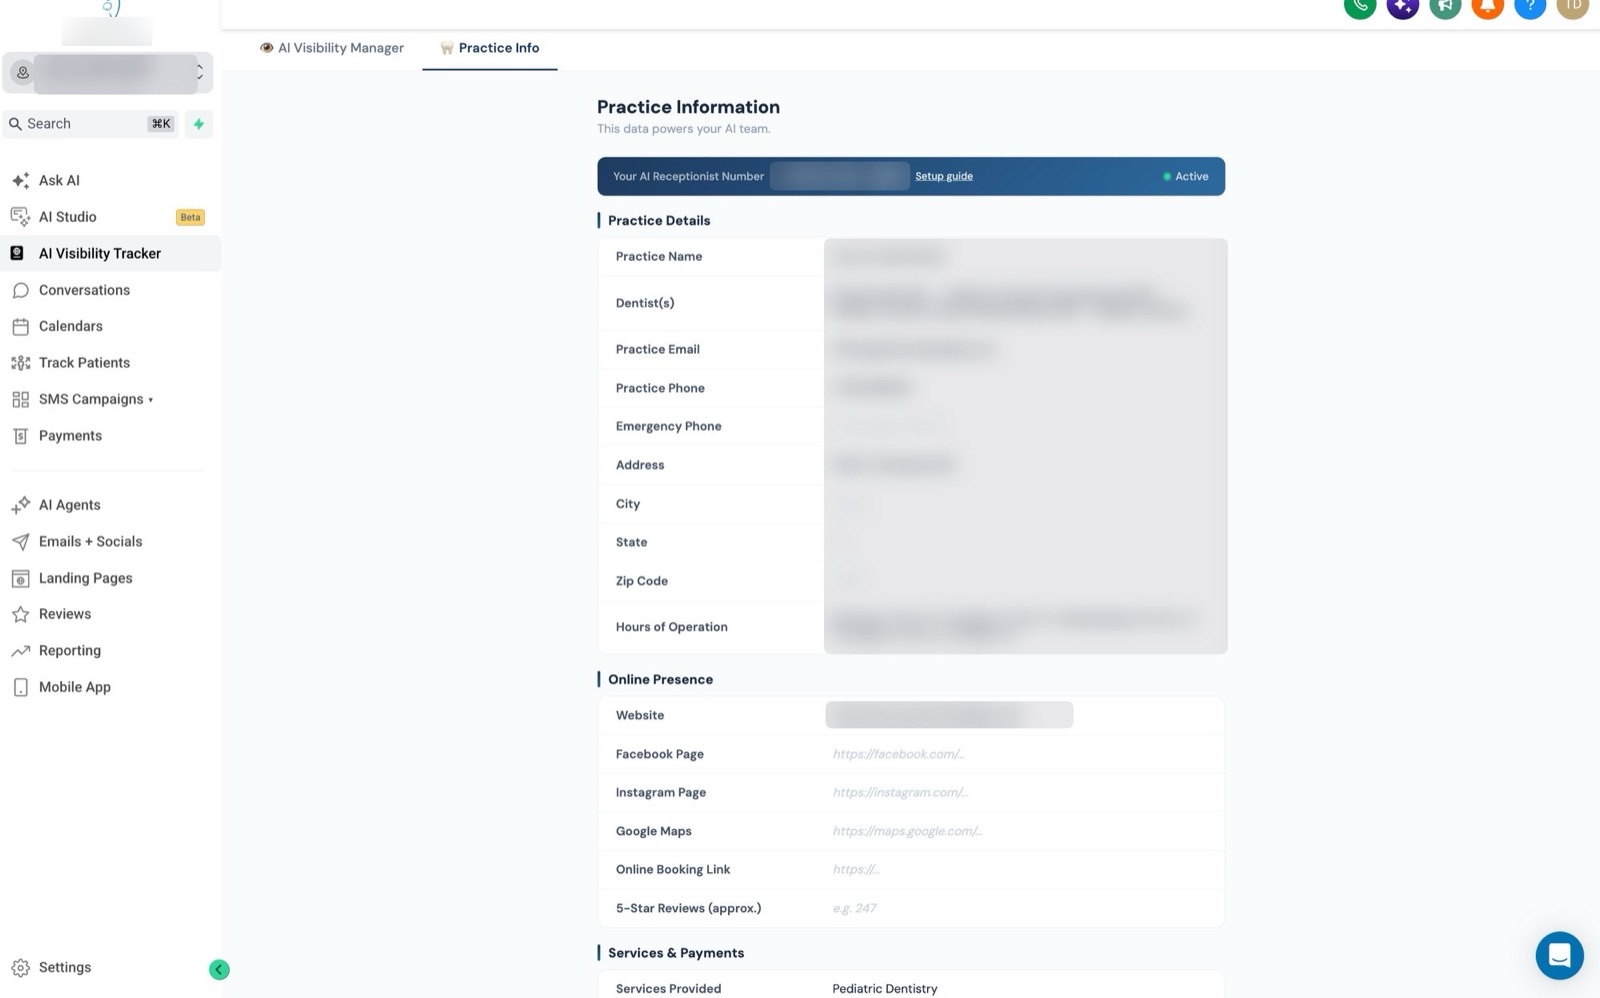 TD
👁 AI Visibility Manager
🦷 Practice Info
Search ⌘K
Ask AI
AI Studio Beta
AI Visibility Tracker
Conversations
Calendars
Track Patients
SMS Campaigns ▾
Payments
AI Agents
Emails + Socials
Landing Pages
Reviews
Reporting
Mobile App
Settings
Practice Information
This data powers your AI team.
Your AI Receptionist Number Setup guide Active
Practice Details
Practice Name
Dentist(s)
Practice Email
Practice Phone
Emergency Phone
Address
City
State
Zip Code
Hours of Operation
Online Presence
Website
Facebook Page https://facebook.com/...
Instagram Page https://instagram.com/...
Google Maps https://maps.google.com/...
Online Booking Link https://...
5-Star Reviews (approx.) e.g. 247
Services & Payments
Services Provided Pediatric Dentistry